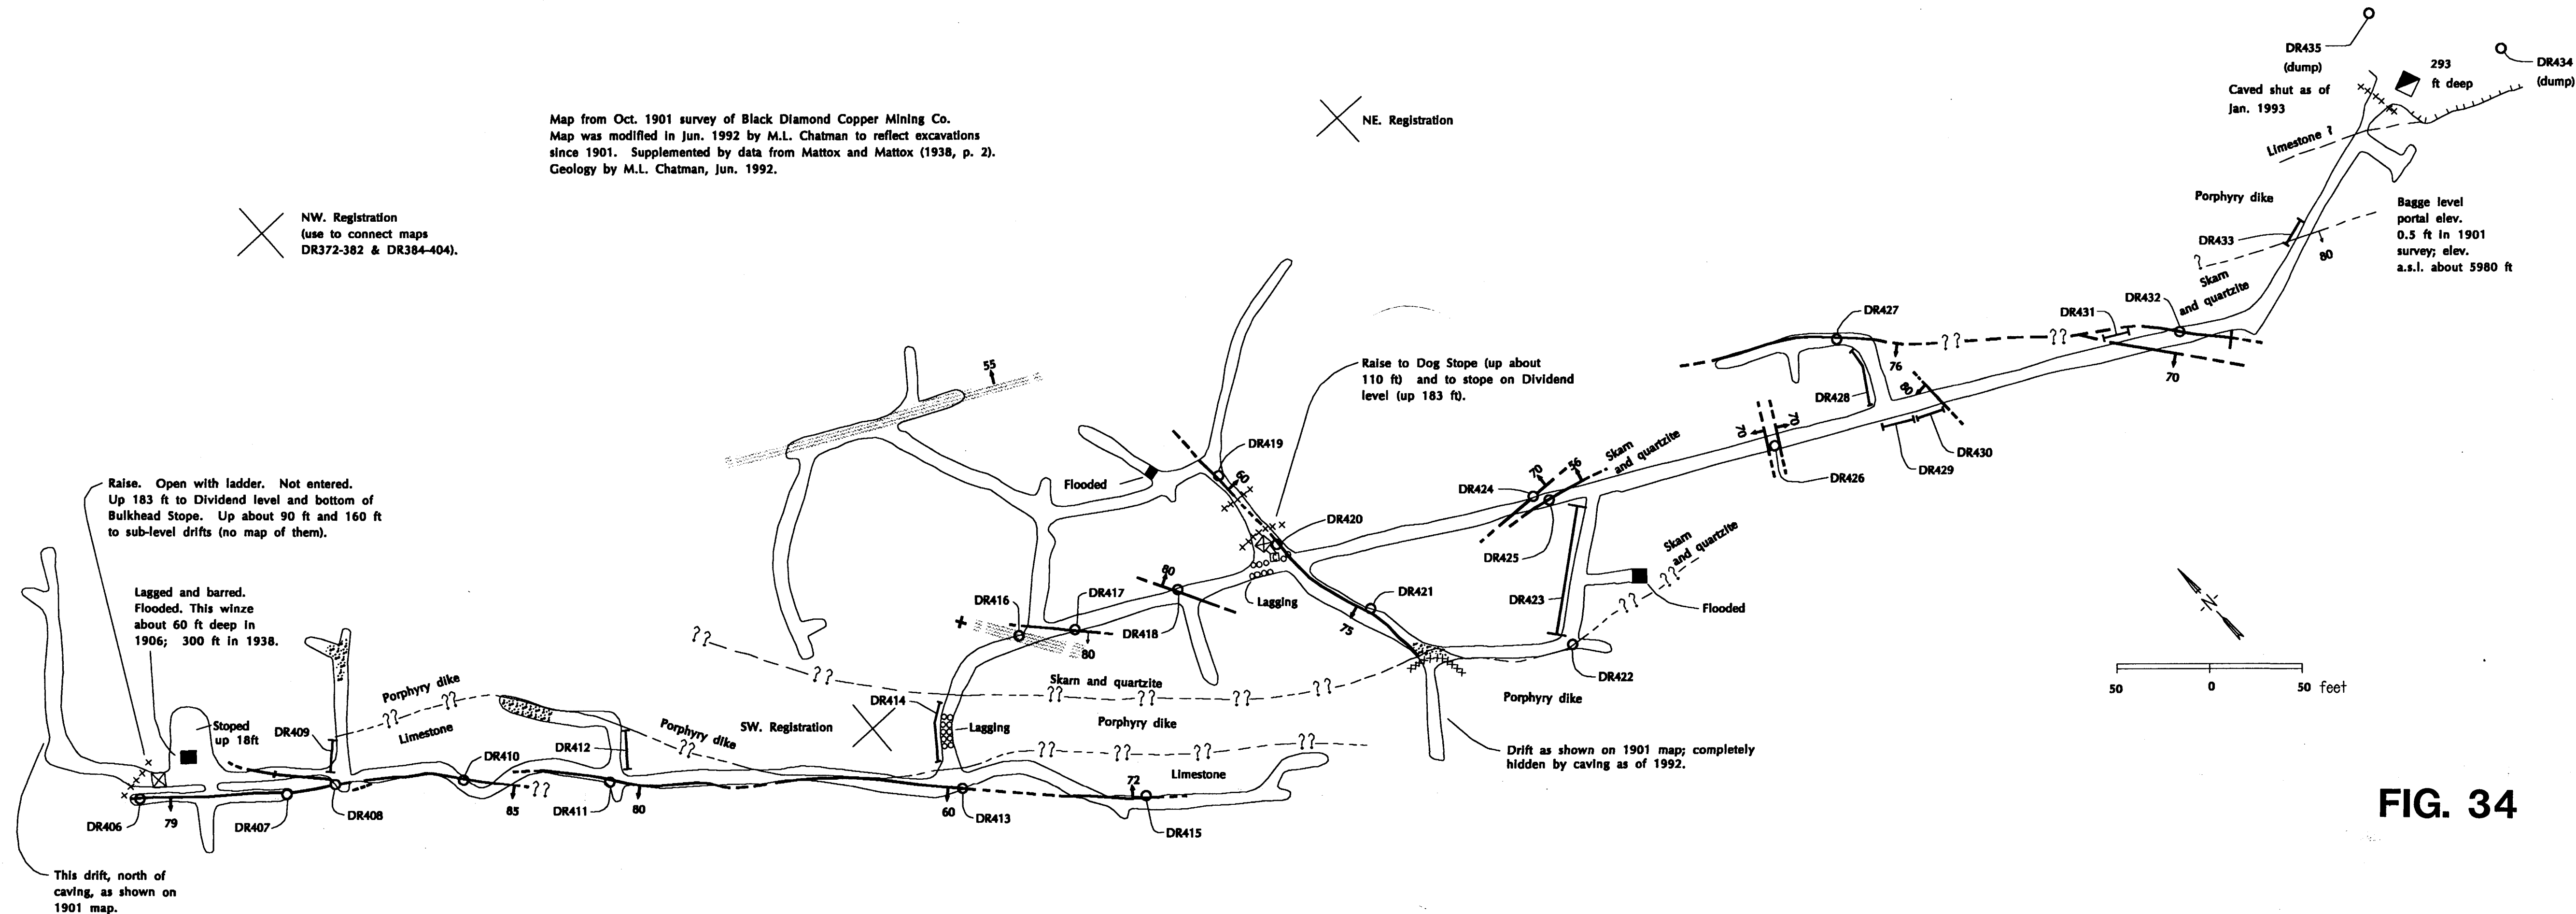 DR435
(dump)
DR434
(dump)
293
ft deep
Caved shut as of
Jan. 1993
Limestone ?
Map from Oct. 1901 survey of Black Diamond Copper Mining Co.
Map was modified in Jun. 1992 by M.L. Chatman to reflect excavations
since 1901. Supplemented by data from Mattox and Mattox (1938, p. 2).
Geology by M.L. Chatman, Jun. 1992.
NE. Registration
NW. Registration
(use to connect maps
DR372-382 & DR384-404).
Porphyry dike
Bagge level
portal elev.
0.5 ft in 1901
survey; elev.
a.s.l. about 5980 ft
DR433
80
?
Skarn
and quartzite
DR432
DR431
DR427
??
??
76
70
80
DR428
70
70
DR430
DR429
DR426
55
Raise to Dog Stope (up about
110 ft) and to stope on Dividend
level (up 183 ft).
DR419
60
Flooded
Skarn
and quartzite
70
56
DR424
DR425
DR420
Raise. Open with ladder. Not entered.
Up 183 ft to Dividend level and bottom of
Bulkhead Stope. Up about 90 ft and 160 ft
to sub-level drifts (no map of them).
Skarn
and quartzite
??
Lagged and barred.
Flooded. This winze
about 60 ft deep in
1906; 300 ft in 1938.
80
DR416
DR417
DR418
80
Lagging
DR421
75
DR423
Flooded
DR422
N
50
0
50 feet
??
??
Skarn and quartzite
??
??
??
??
Porphyry dike
Porphyry dike
??
??
Limestone
Porphyry dike
??
SW. Registration
DR414
Lagging
Porphyry dike
??
??
??
??
Limestone
Stoped
up 18ft
DR409
DR410
DR412
Drift as shown on 1901 map; completely
hidden by caving as of 1992.
DR406
79
DR407
DR408
85
??
DR411
80
60
DR413
72
DR415
FIG. 34
This drift, north of
caving, as shown on
1901 map.